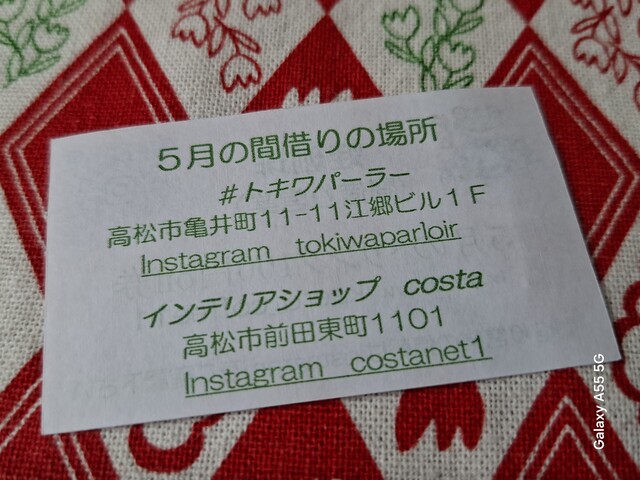 5月の間借りの場所
#トキワパーラー
高松市亀井町11-11江郷ビル1F
Instagram tokiwaparloir
インテリアショップ costa
高松市前田東町1101
Instagram costanet1
Galaxy A55 5G